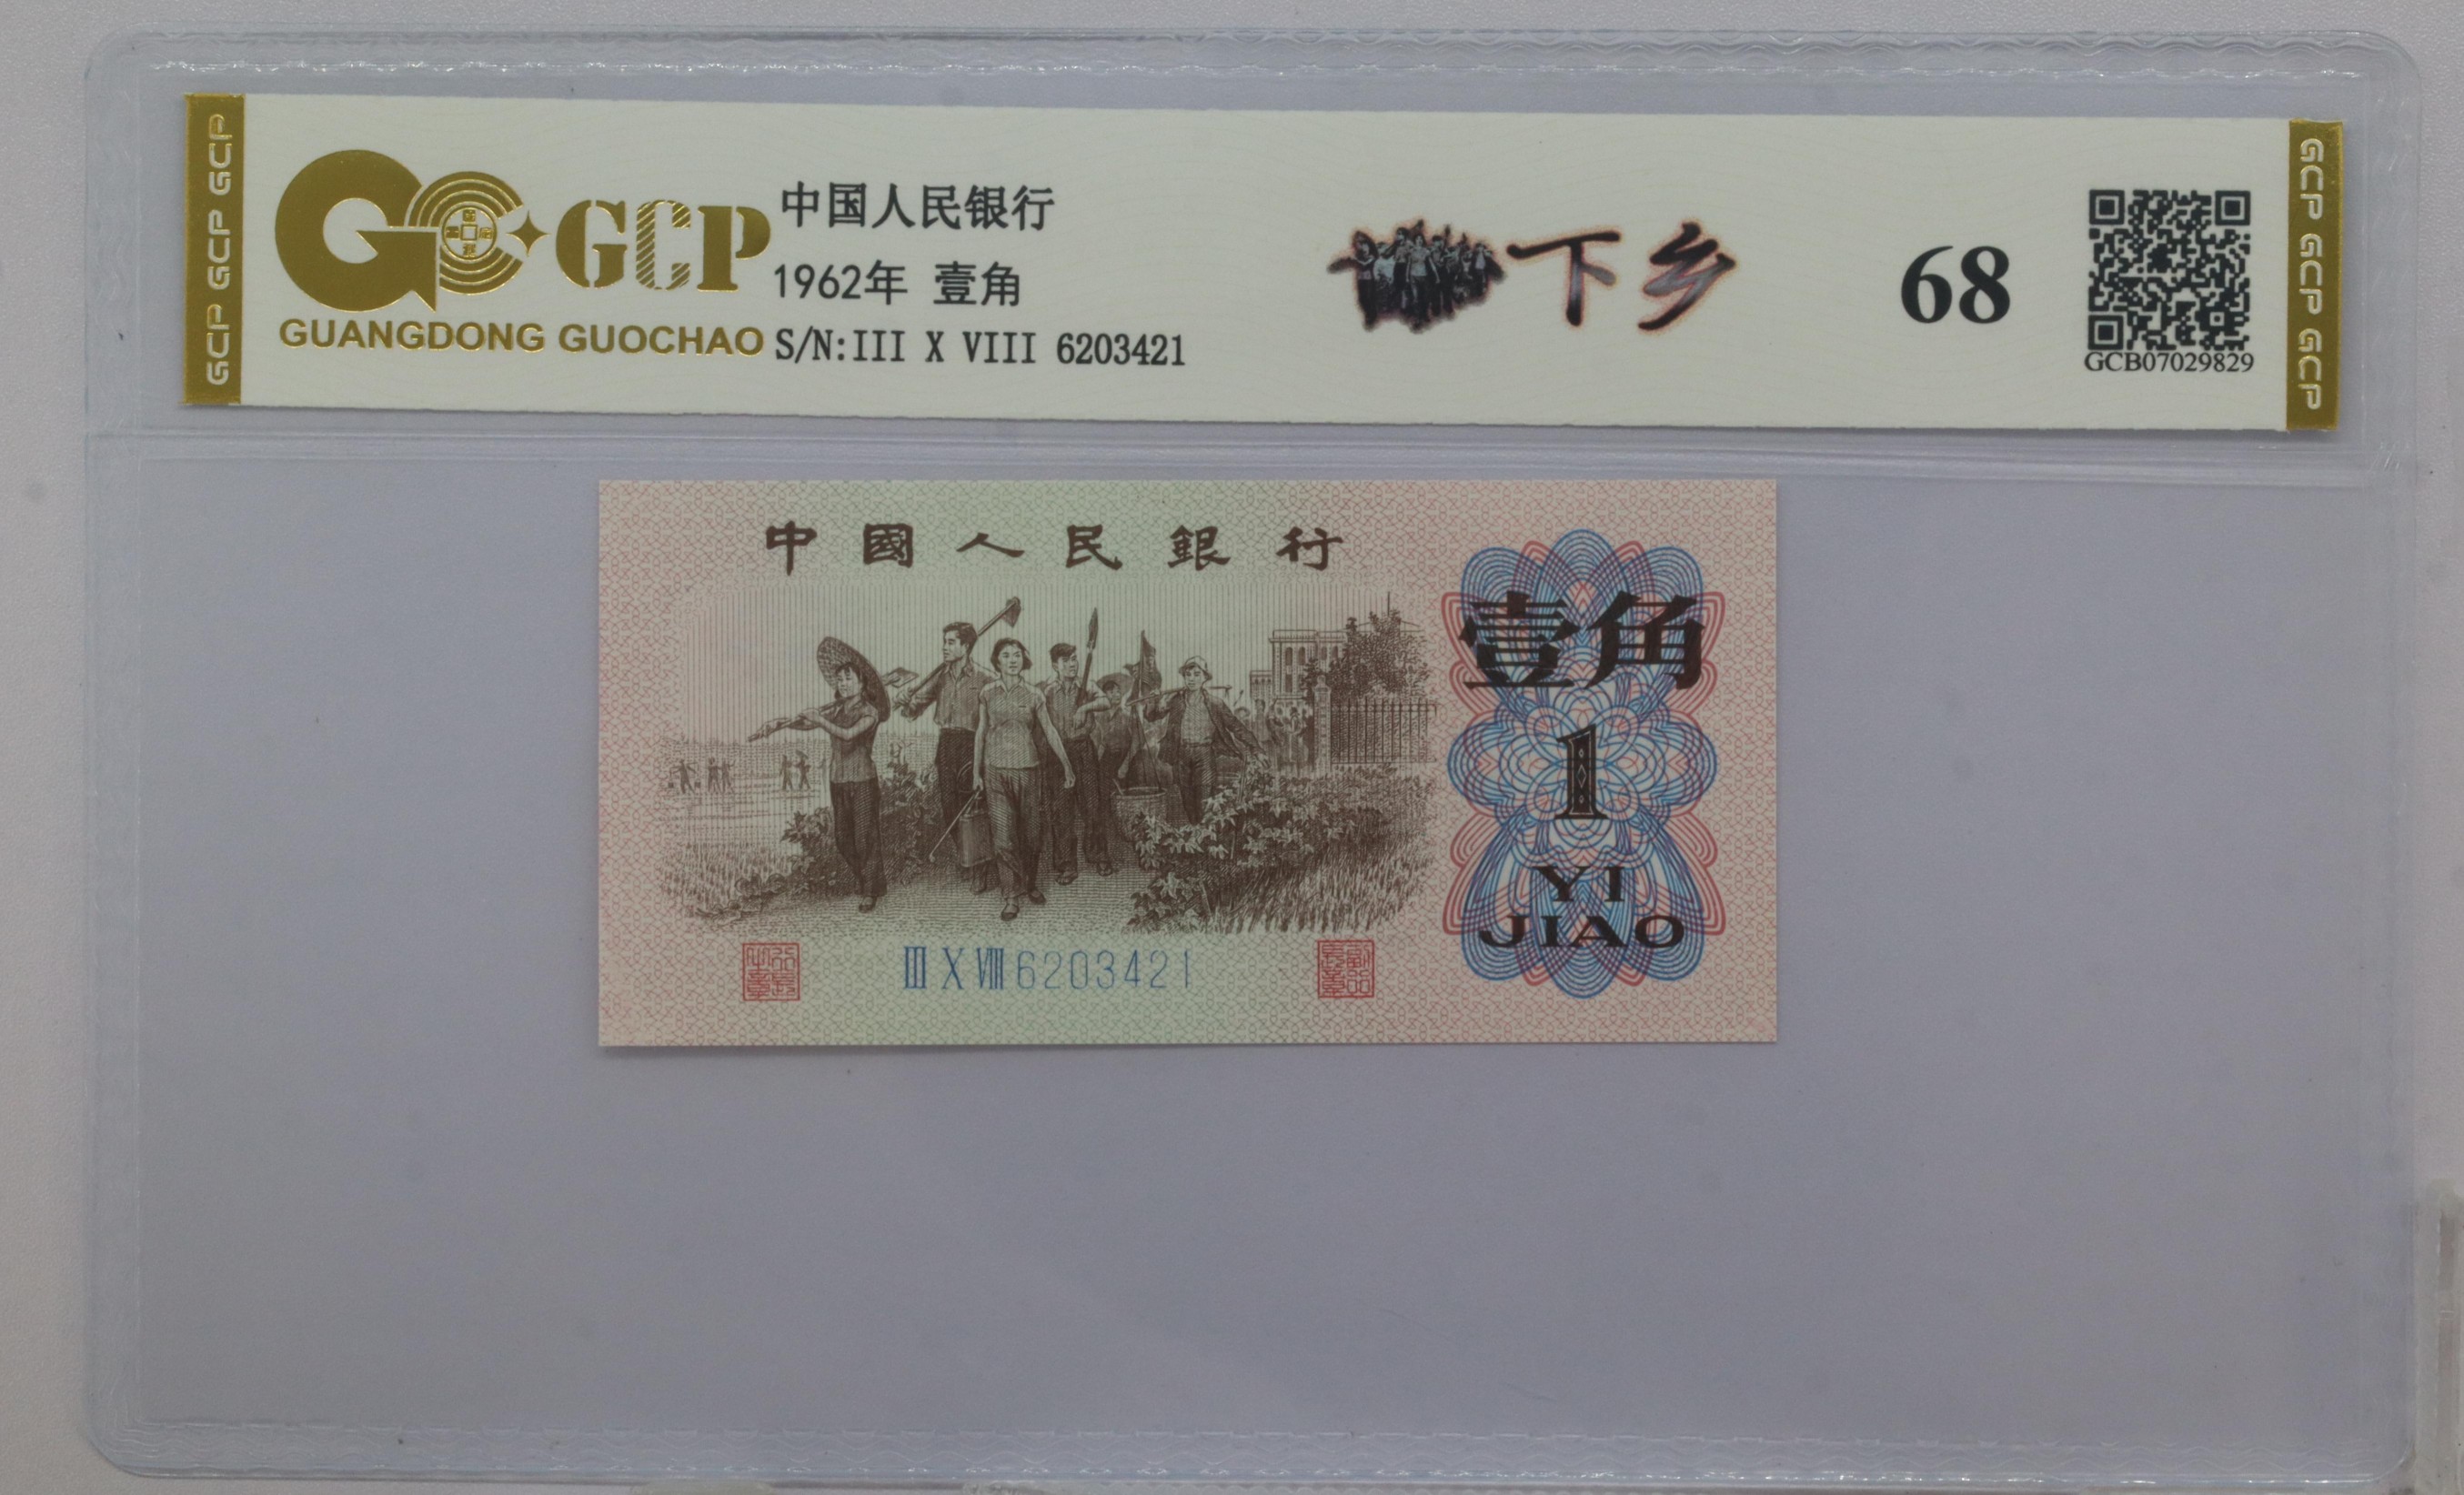 GCP GCP GCP
GCP
GUANGDONG GUOCHAO
中国人民银行
1962年 壹角
S/N:III X VIII 6203421
下乡
68
GCB07029829
GCP GCP GCP
中國人民銀行
壹角
1
YI
JIAO
III X VIII 6203421